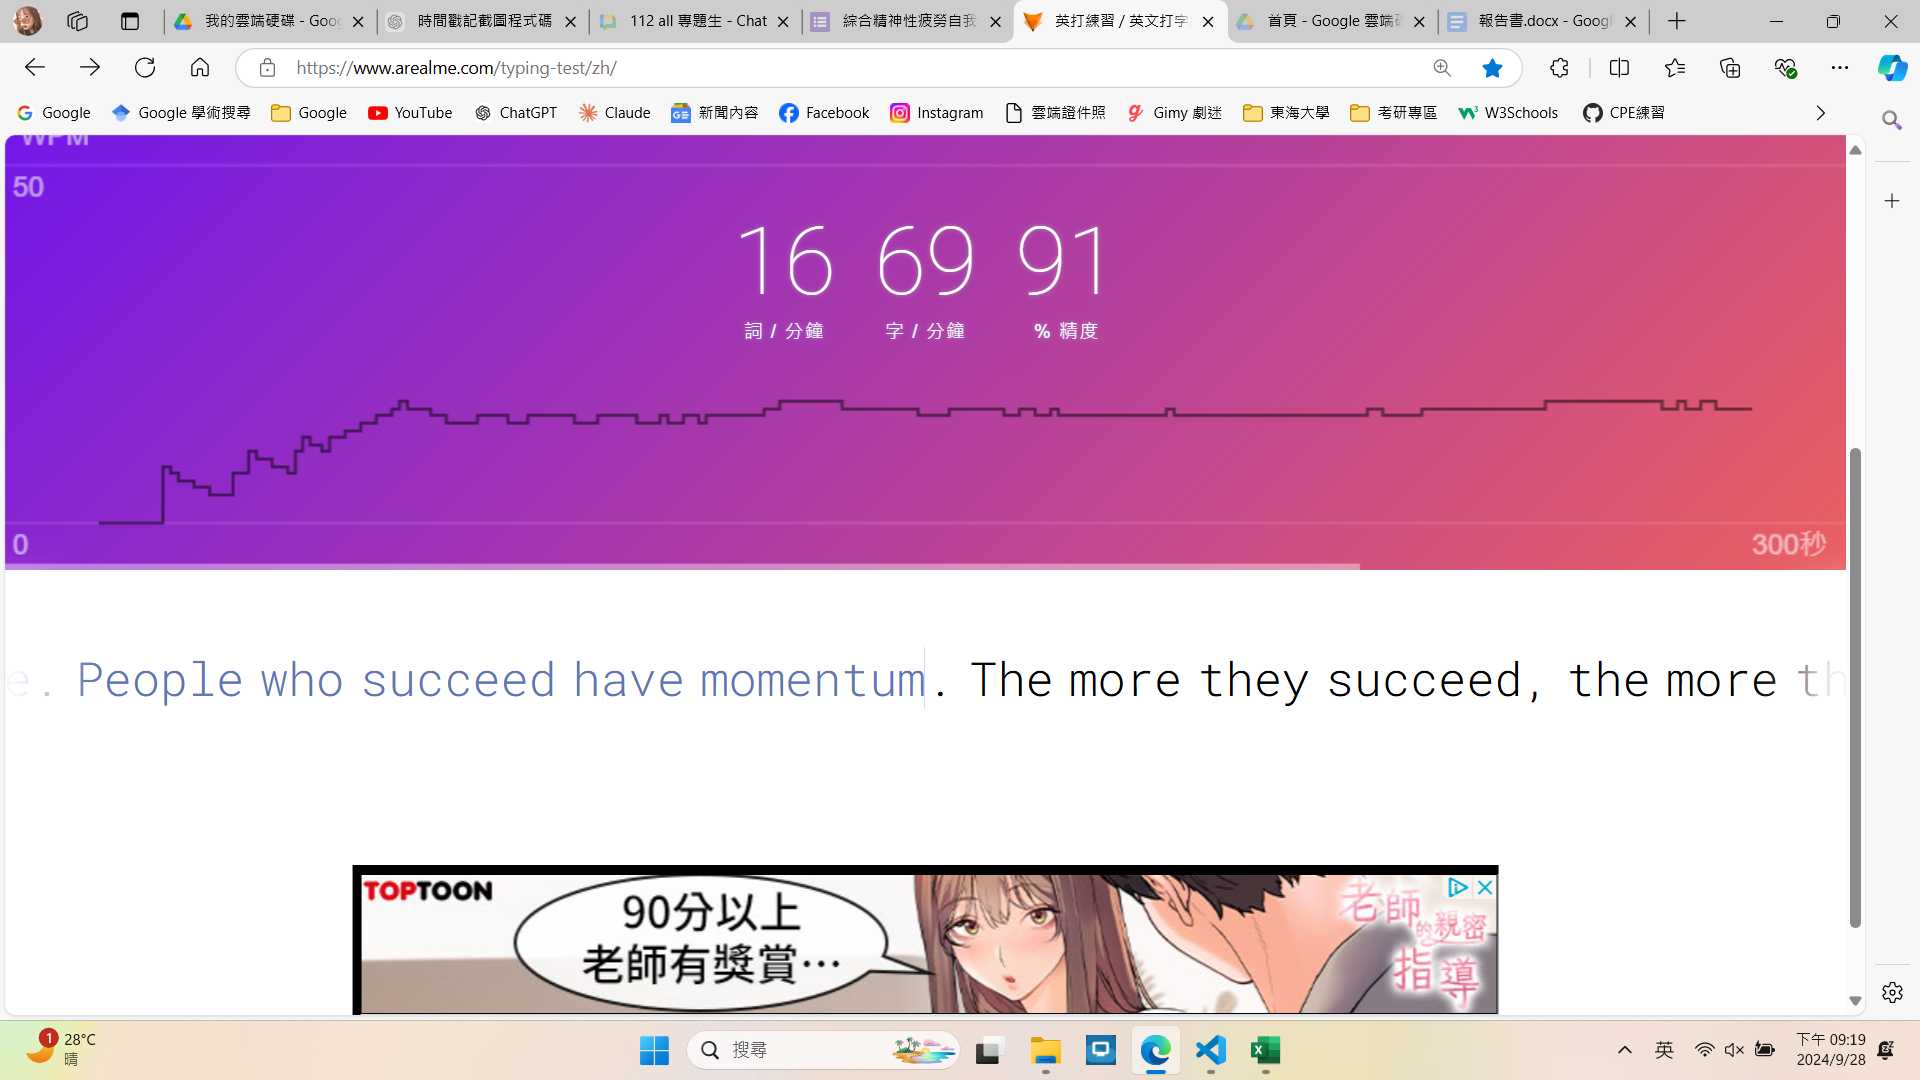 我的雲端硬碟 - Goog
時間戳記截圖程式碼
112 all 專題生 - Chat
綜合精神性疲勞自我
英打練習 / 英文打字
首頁 - Google 雲端硬
報告書.docx - Googl
https://www.arealme.com/typing-test/zh/
Google
Google 學術搜尋
Google
YouTube
ChatGPT
Claude
新聞內容
Facebook
Instagram
雲端證件照
Gimy 劇迷
東海大學
考研專區
W3Schools
CPE練習
WPM
50
16 69 91
詞 / 分鐘 字 / 分鐘 % 精度
0
300秒
e. People who succeed have momentum. The more they succeed, the more th
TOPTOON
90分以上
老師有獎賞…
老師
的親密
指導
1
28°C
晴
搜尋
英
下午 09:19
2024/9/28